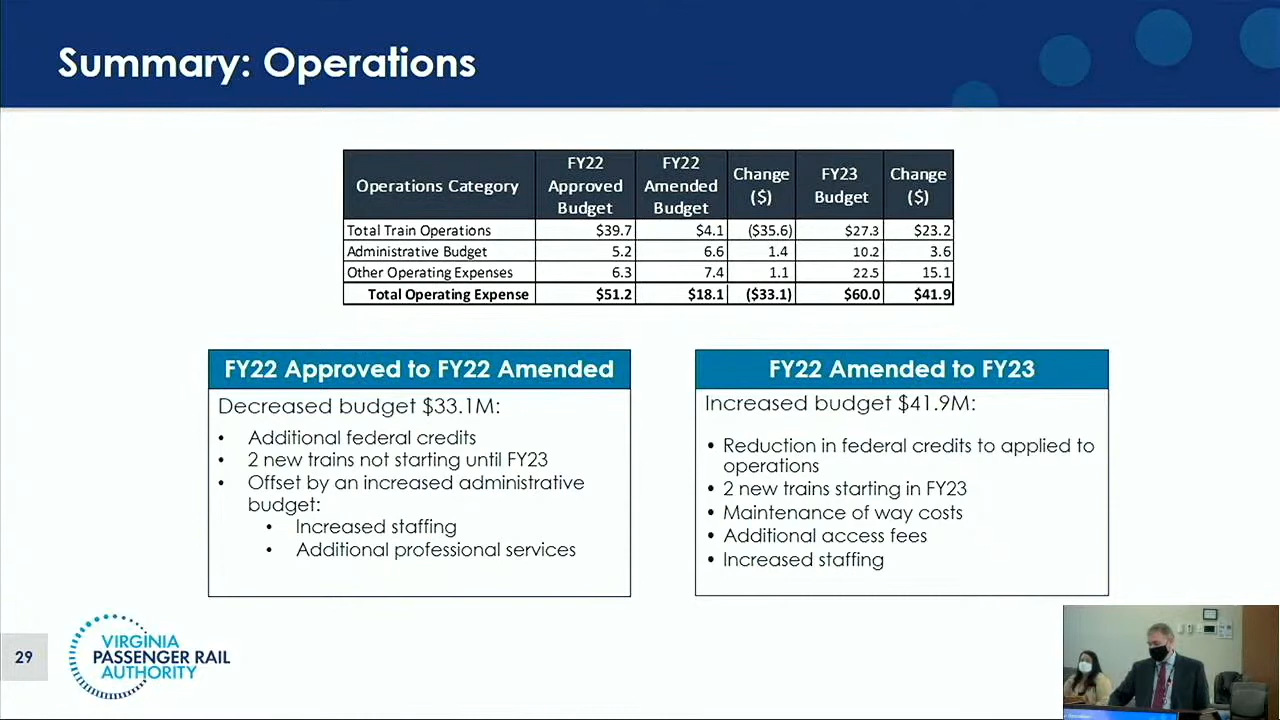 Summary: Operations
Operations Category FY22 Approved Budget FY22 Amended Budget Change ($) FY23 Budget Change ($)
Total Train Operations $39.7 $4.1 ($35.6) $27.3 $23.2
Administrative Budget 5.2 6.6 1.4 10.2 3.6
Other Operating Expenses 6.3 7.4 1.1 22.5 15.1
Total Operating Expense $51.2 $18.1 ($33.1) $60.0 $41.9
FY22 Approved to FY22 Amended
Decreased budget $33.1M:
• Additional federal credits
• 2 new trains not starting until FY23
• Offset by an increased administrative
budget:
• Increased staffing
• Additional professional services
FY22 Amended to FY23
Increased budget $41.9M:
• Reduction in federal credits to applied to
operations
• 2 new trains starting in FY23
• Maintenance of way costs
• Additional access fees
• Increased staffing
29
VIRGINIA
PASSENGER RAIL
AUTHORITY